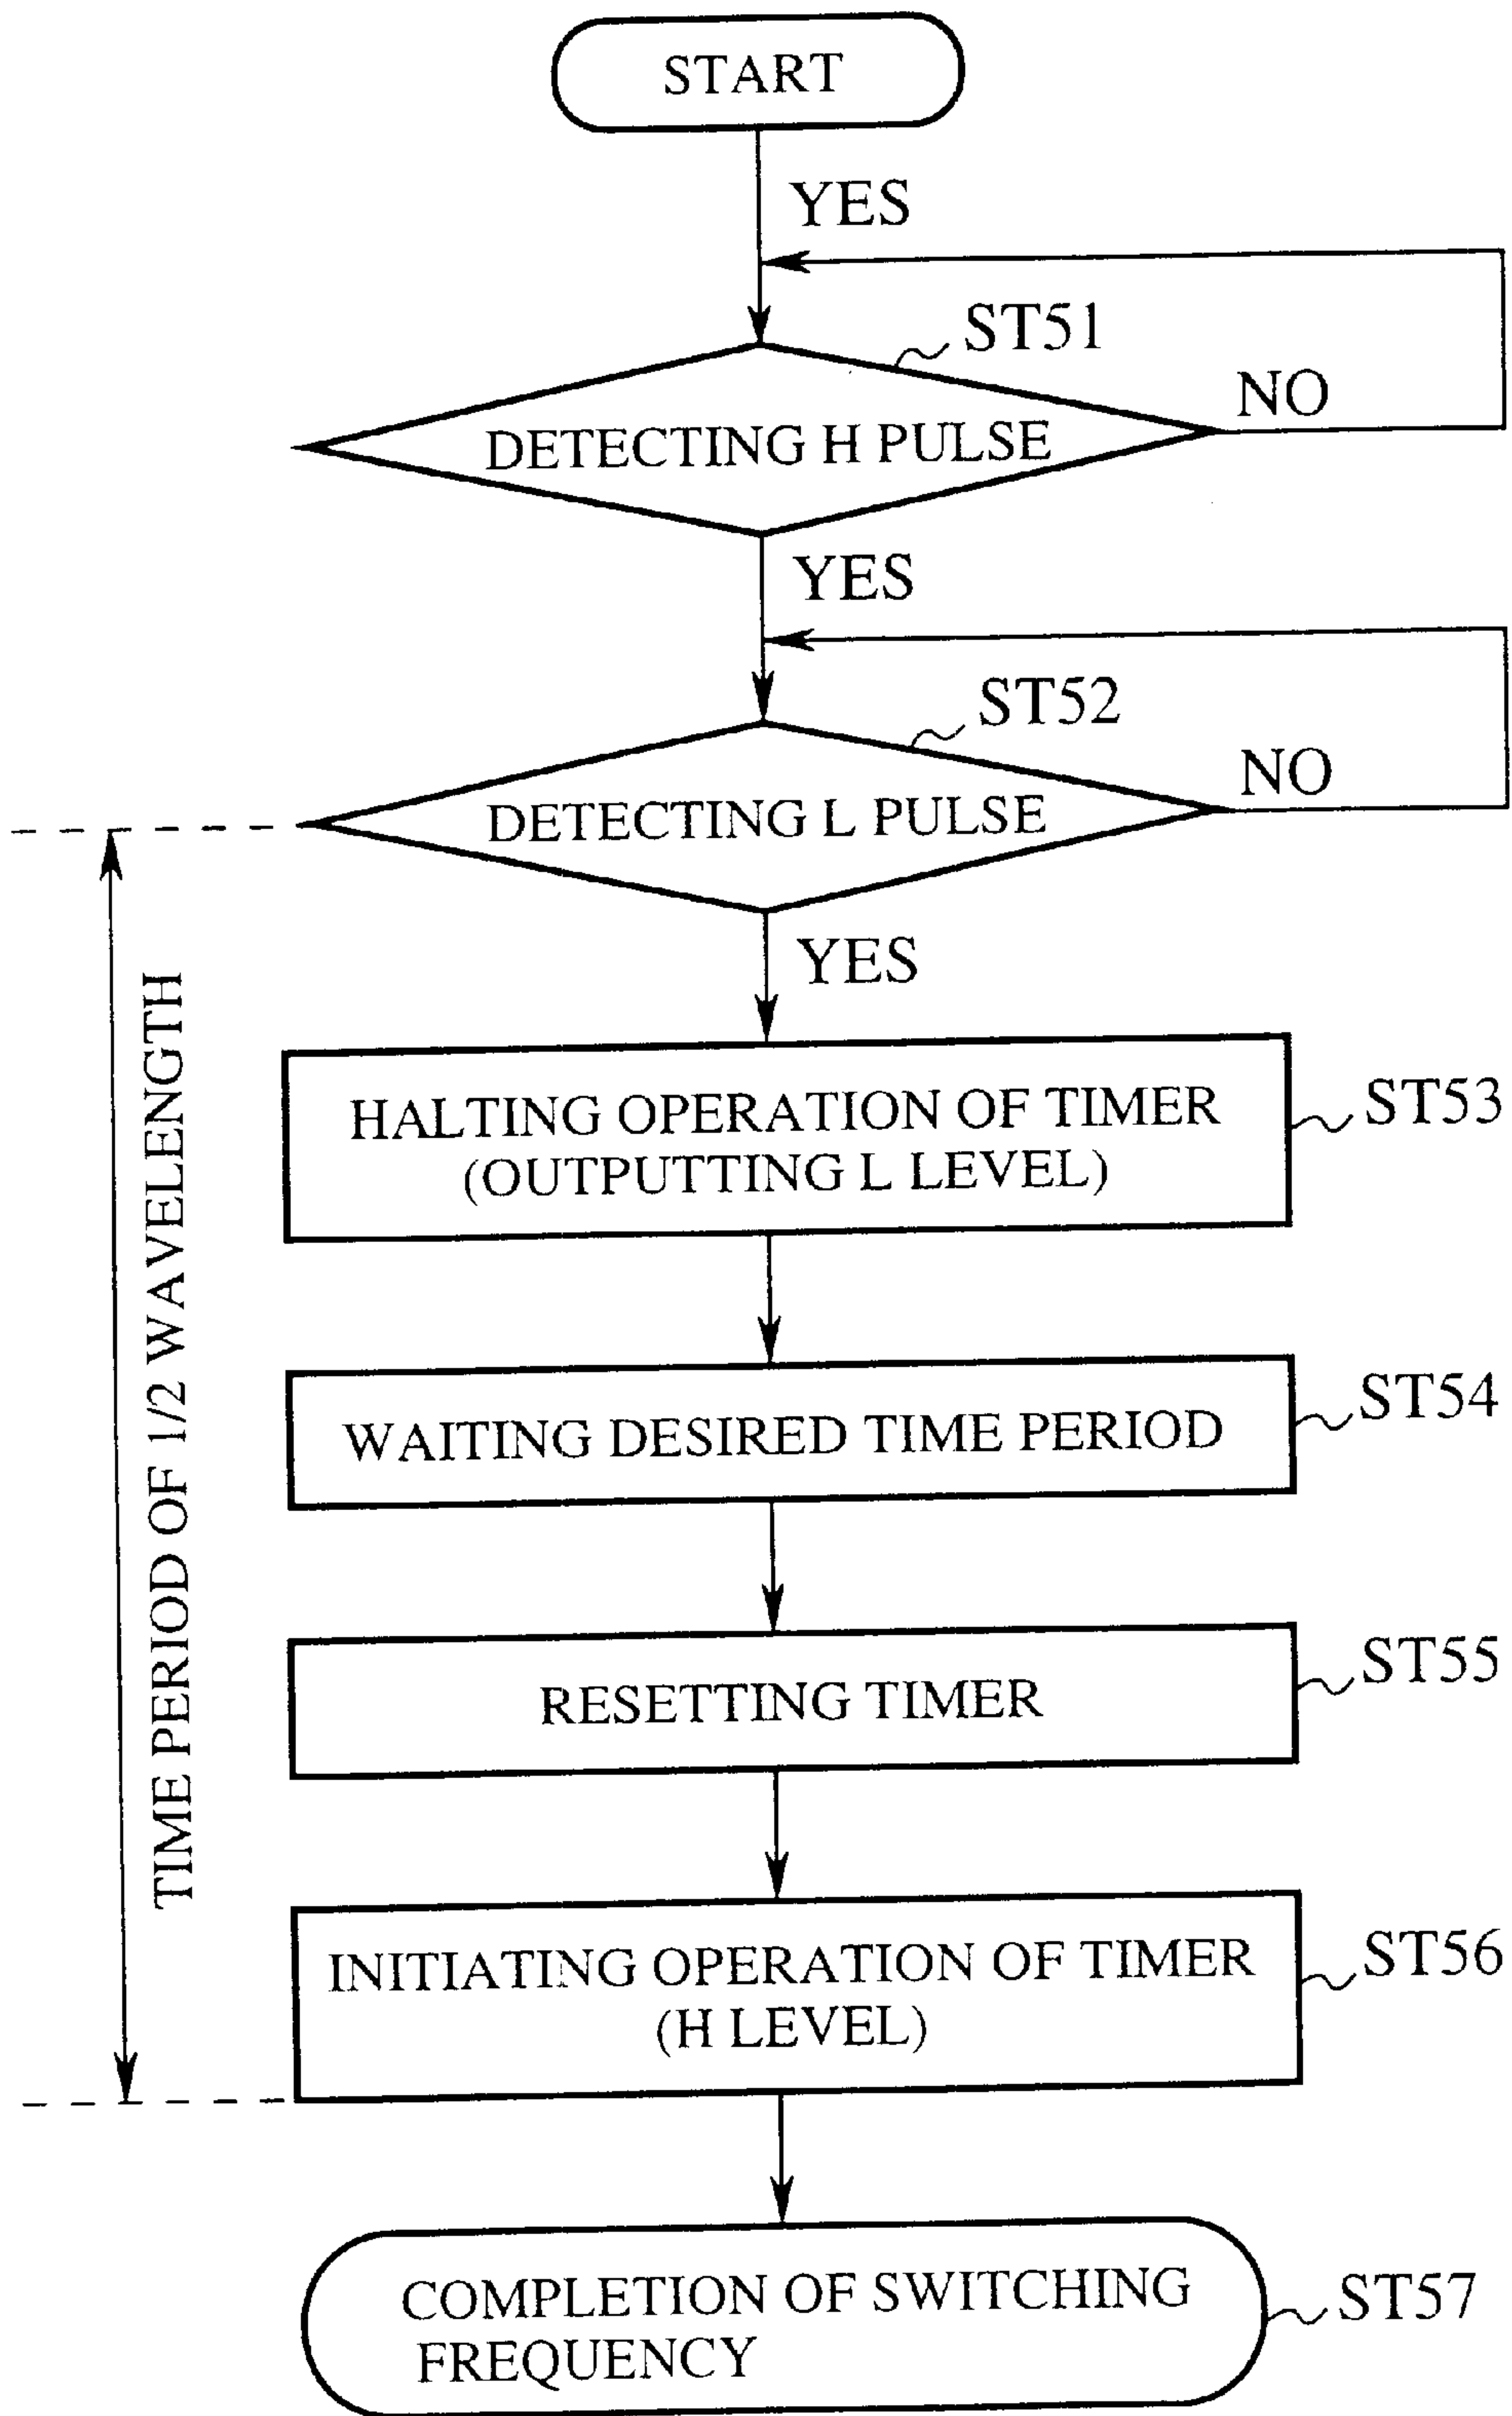 START
YES
ST51
NO
DETECTING H PULSE
YES
ST52
NO
DETECTING L PULSE
YES
TIME PERIOD OF 1/2 WAVELENGTH
HALTING OPERATION OF TIMER
(OUTPUTTING L LEVEL)
ST53
WAITING DESIRED TIME PERIOD
ST54
RESETTING TIMER
ST55
INITIATING OPERATION OF TIMER
(H LEVEL)
ST56
COMPLETION OF SWITCHING
FREQUENCY
ST57